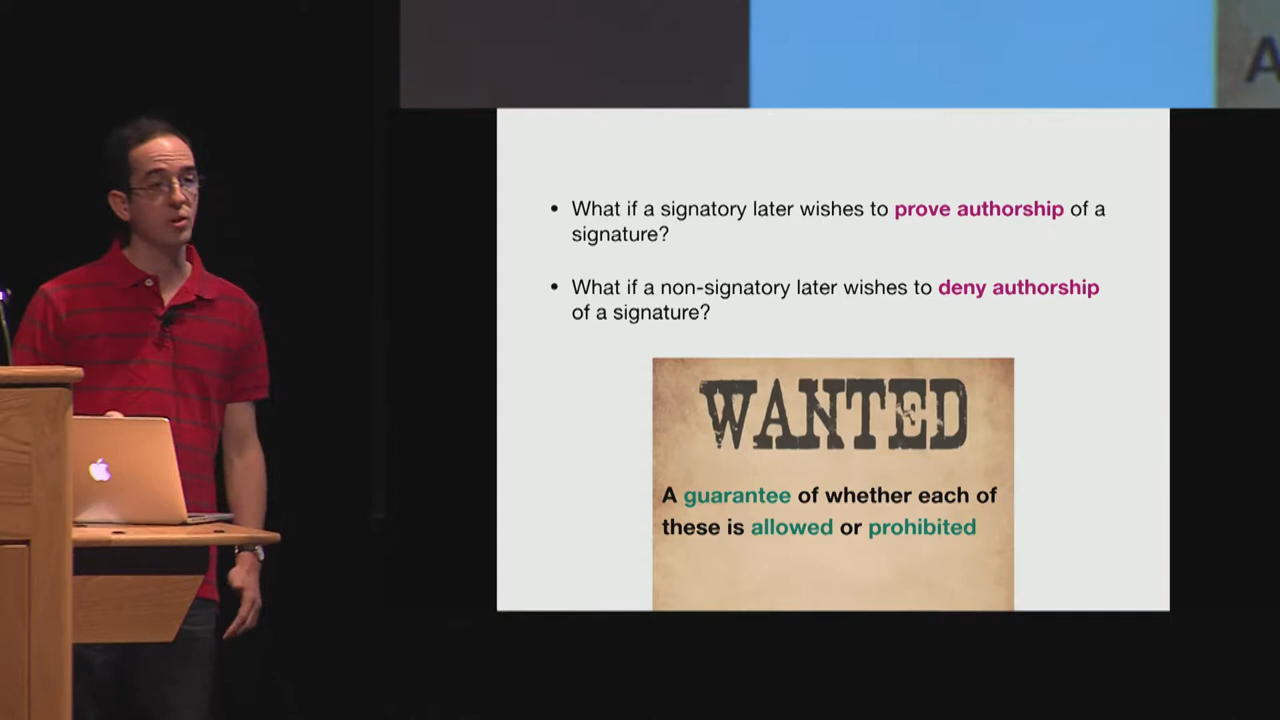 A
• What if a signatory later wishes to prove authorship of a
signature?
• What if a non-signatory later wishes to deny authorship
of a signature?
WANTED
A guarantee of whether each of
these is allowed or prohibited